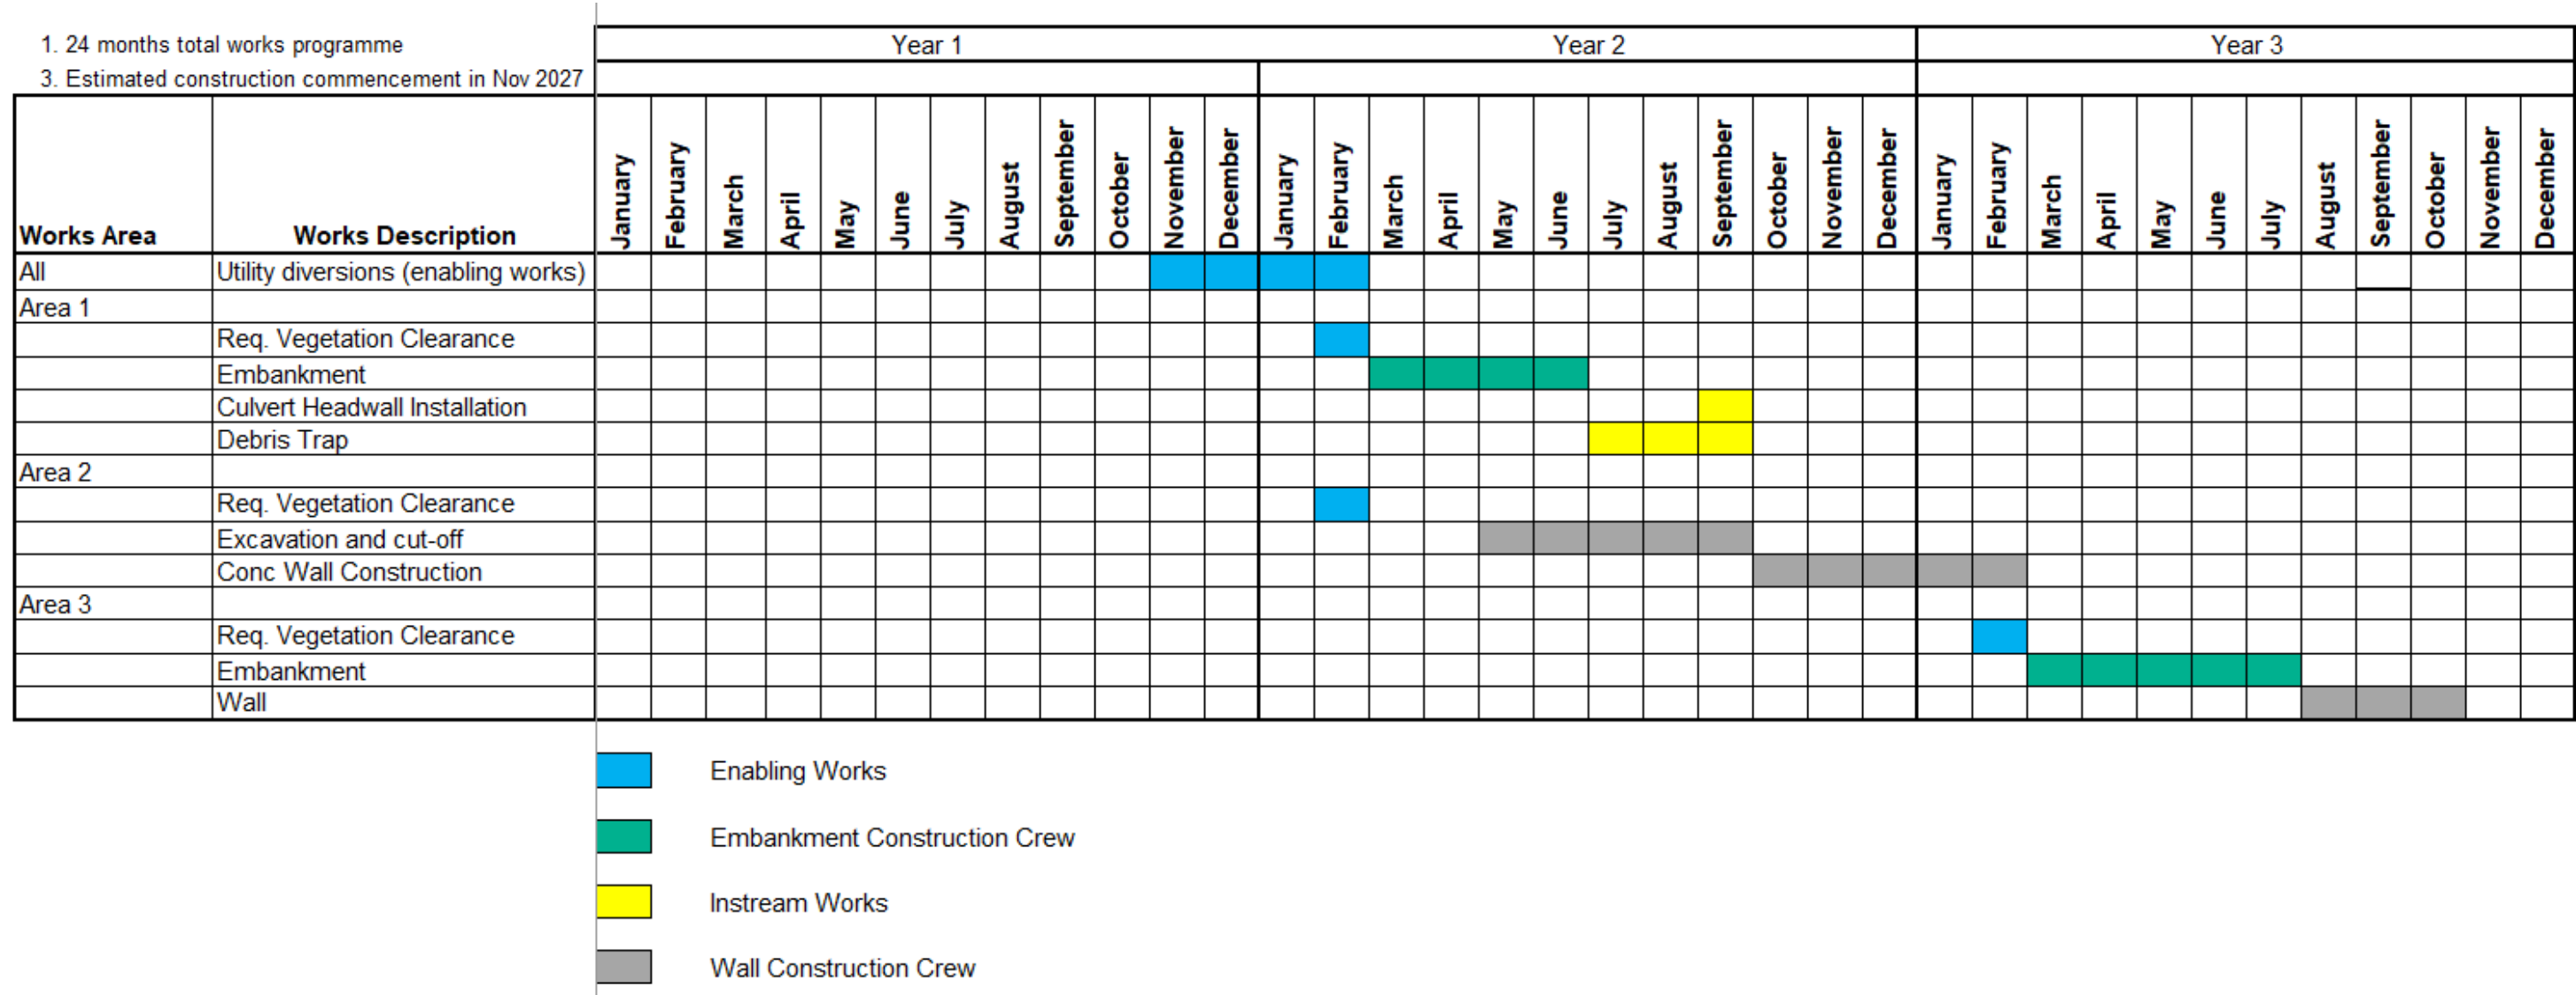 1. 24 months total works programme
Year 1 Year 2 Year 3
3. Estimated construction commencement in Nov 2027
Works Area Works Description January February March April May June July August September October November December January February March April May June July August September October November December January February March April May June July August September October November December
All Utility diversions (enabling works)
Area 1
Req. Vegetation Clearance
Embankment
Culvert Headwall Installation
Debris Trap
Area 2
Req. Vegetation Clearance
Excavation and cut-off
Conc Wall Construction
Area 3
Req. Vegetation Clearance
Embankment
Wall
Enabling Works
Embankment Construction Crew
Instream Works
Wall Construction Crew